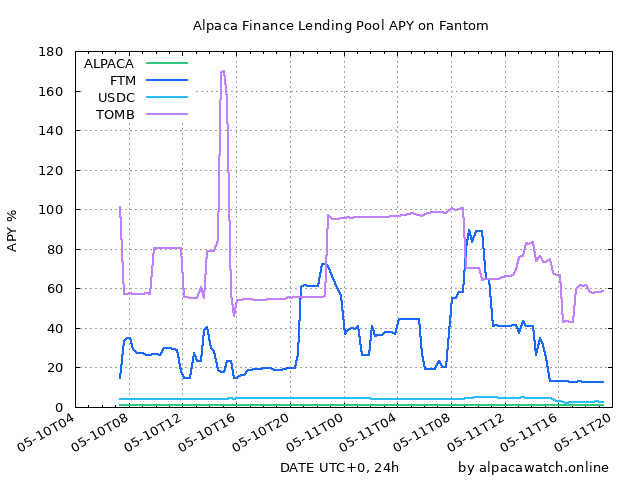 Alpaca Finance Lending Pool APY on Fantom
180
160
140
120
100
80
60
40
20
0
APY %
ALPACA
FTM
USDC
TOMB
05-10T04
05-10T08
05-10T12
05-10T16
05-10T20
05-11T00
05-11T04
05-11T08
05-11T12
05-11T16
05-11T20
DATE UTC+0, 24h
by alpacawatch.online